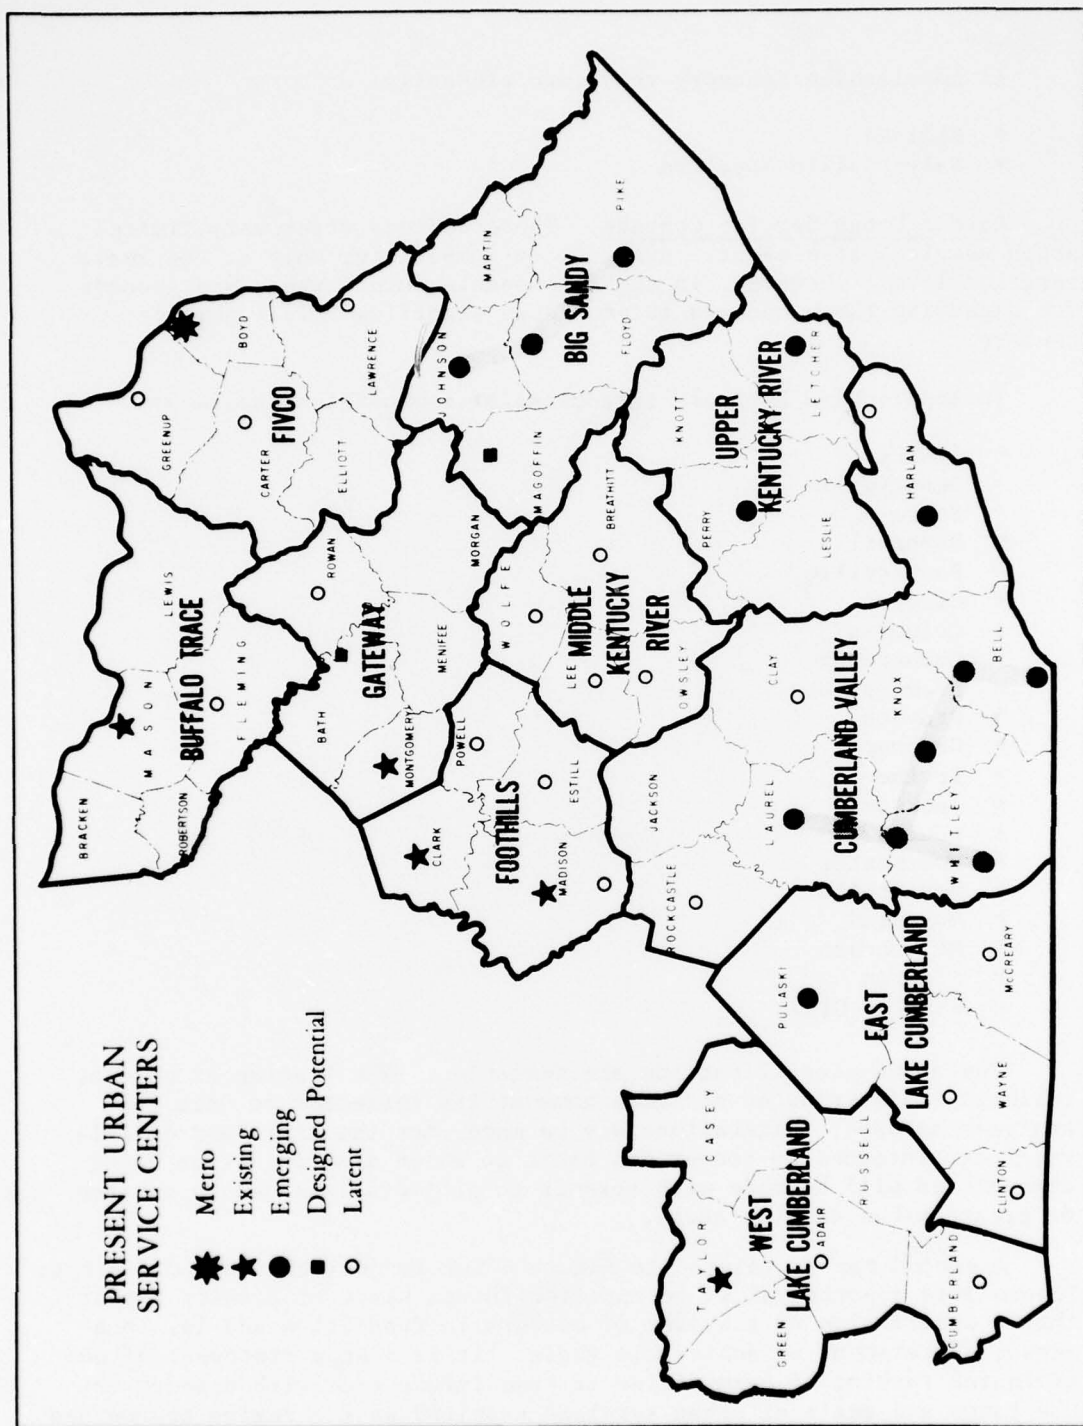 PRESENT URBAN
SERVICE CENTERS
Metro
Existing
Emerging
Designed Potential
Latent
BRACKEN
MASON
ROBERTSON
LEWIS
BUFFALO TRACE
FLEMING
GREENUP
BOYD
CARTER
FIVCO
ELLIOTT
LAWRENCE
BATH
ROWAN
GATEWAY
MONTGOMERY
MENIFEE
MORGAN
JOHNSON
MARTIN
MAGOFFIN
BIG SANDY
FLOYD
PIKE
CLARK
POWELL
FOOTHILLS
ESTILL
MADISON
WOLFE
LEE
BREATHITT
MIDDLE
KENTUCKY
RIVER
OWSLEY
KNOTT
PERRY
UPPER
KENTUCKY RIVER
LESLIE
LETCHER
JACKSON
ROCKCASTLE
LAUREL
CLAY
CUMBERLAND VALLEY
KNOX
WHITLEY
BELL
HARLAN
PULASKI
EAST
LAKE CUMBERLAND
WAYNE
McCREARY
CLINTON
TAYLOR
CASEY
GREEN
WEST
LAKE CUMBERLAND
ADAIR
RUSSELL
CUMBERLAND